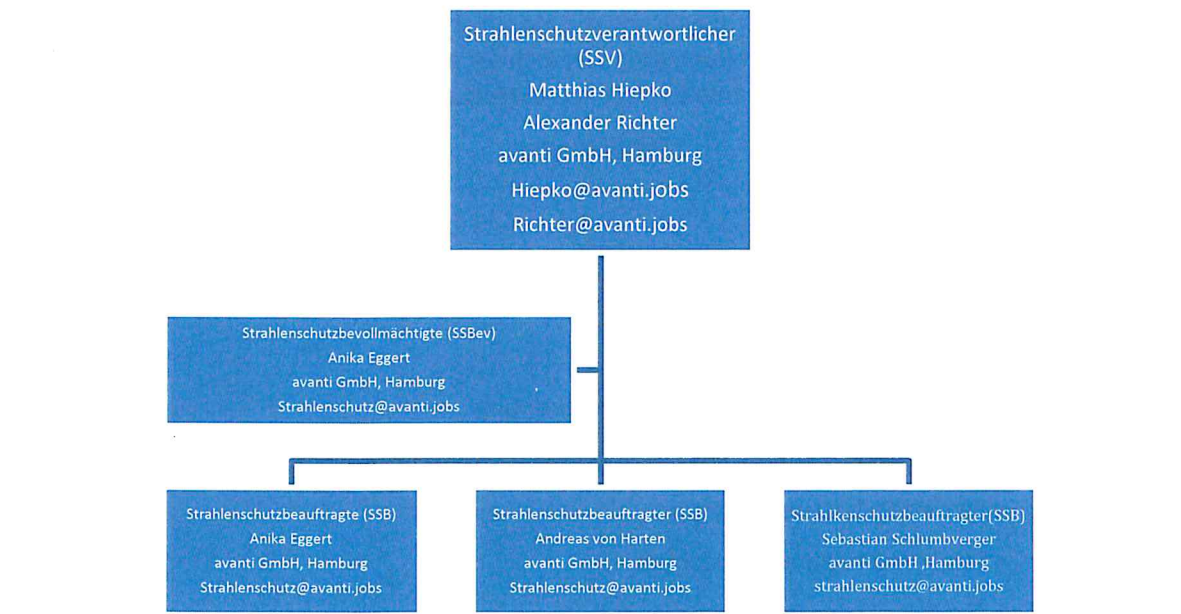 Strahlenschutzverantwortlicher
(SSV)
Matthias Hiepko
Alexander Richter
avanti GmbH, Hamburg
Hiepko@avanti.jobs
Richter@avanti.jobs
Strahlenschutzbevollmächtigte (SSBev)
Anika Eggert
avanti GmbH, Hamburg
Strahlenschutz@avanti.jobs
Strahlenschutzbeauftragte (SSB)
Anika Eggert
avanti GmbH, Hamburg
Strahlenschutz@avanti.jobs
Strahlenschutzbeauftragter (SSB)
Andreas von Harten
avanti GmbH, Hamburg
Strahlenschutz@avanti.jobs
Strahlkenschutzbeauftragter(SSB)
Sebastian Schlumbverger
avanti GmbH ,Hamburg
strahlenschutz@avanti.jobs